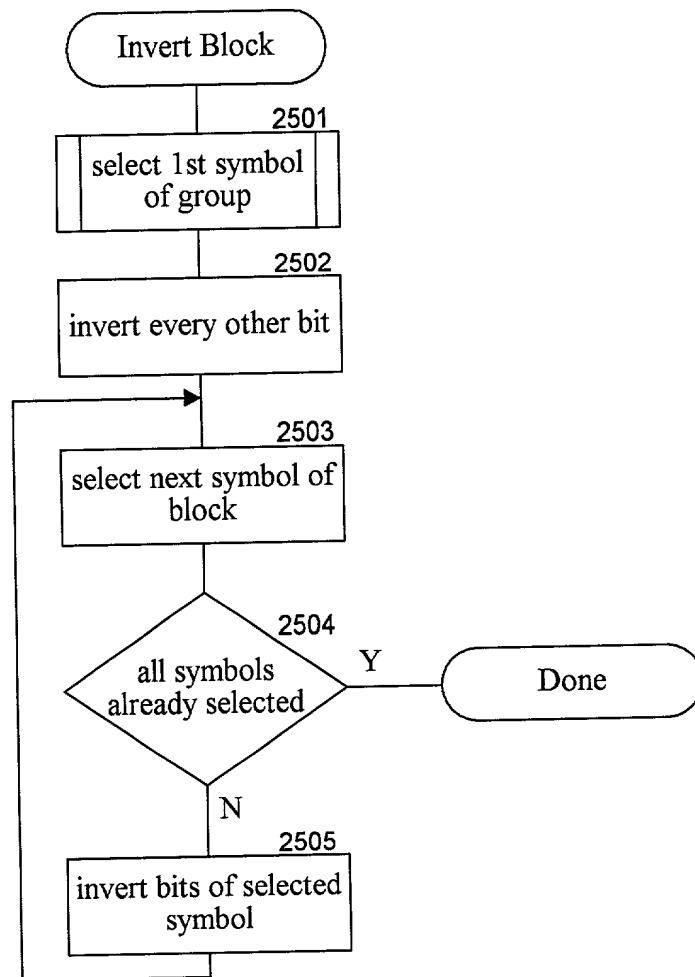 Invert Block
2501
select 1st symbol
of group
2502
invert every other bit
2503
select next symbol of
block
2504
all symbols
already selected
Y
Done
N
2505
invert bits of selected
symbol